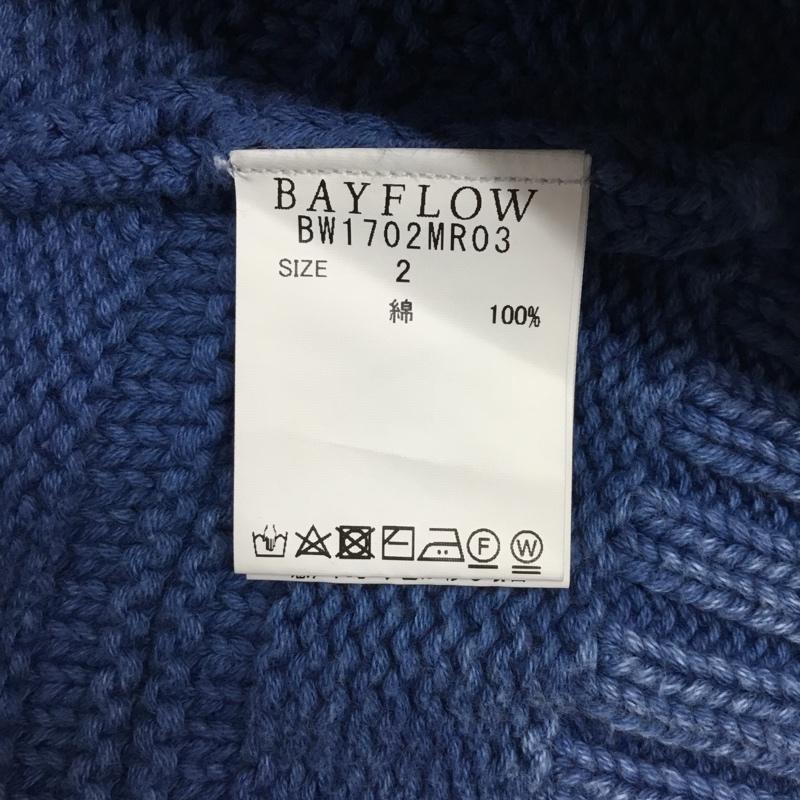 BAYFLOW
BW1702MR03
SIZE 2
綿 100%
F W